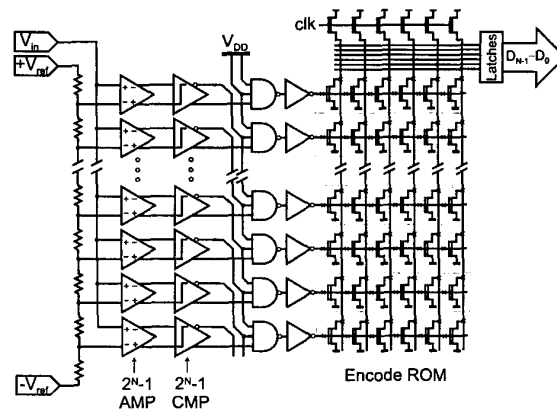 V_in
+V_ref
V_DD
clk
Latches
D_N-1–D_0
2^N-1
AMP
2^N-1
CMP
Encode ROM
-V_ref